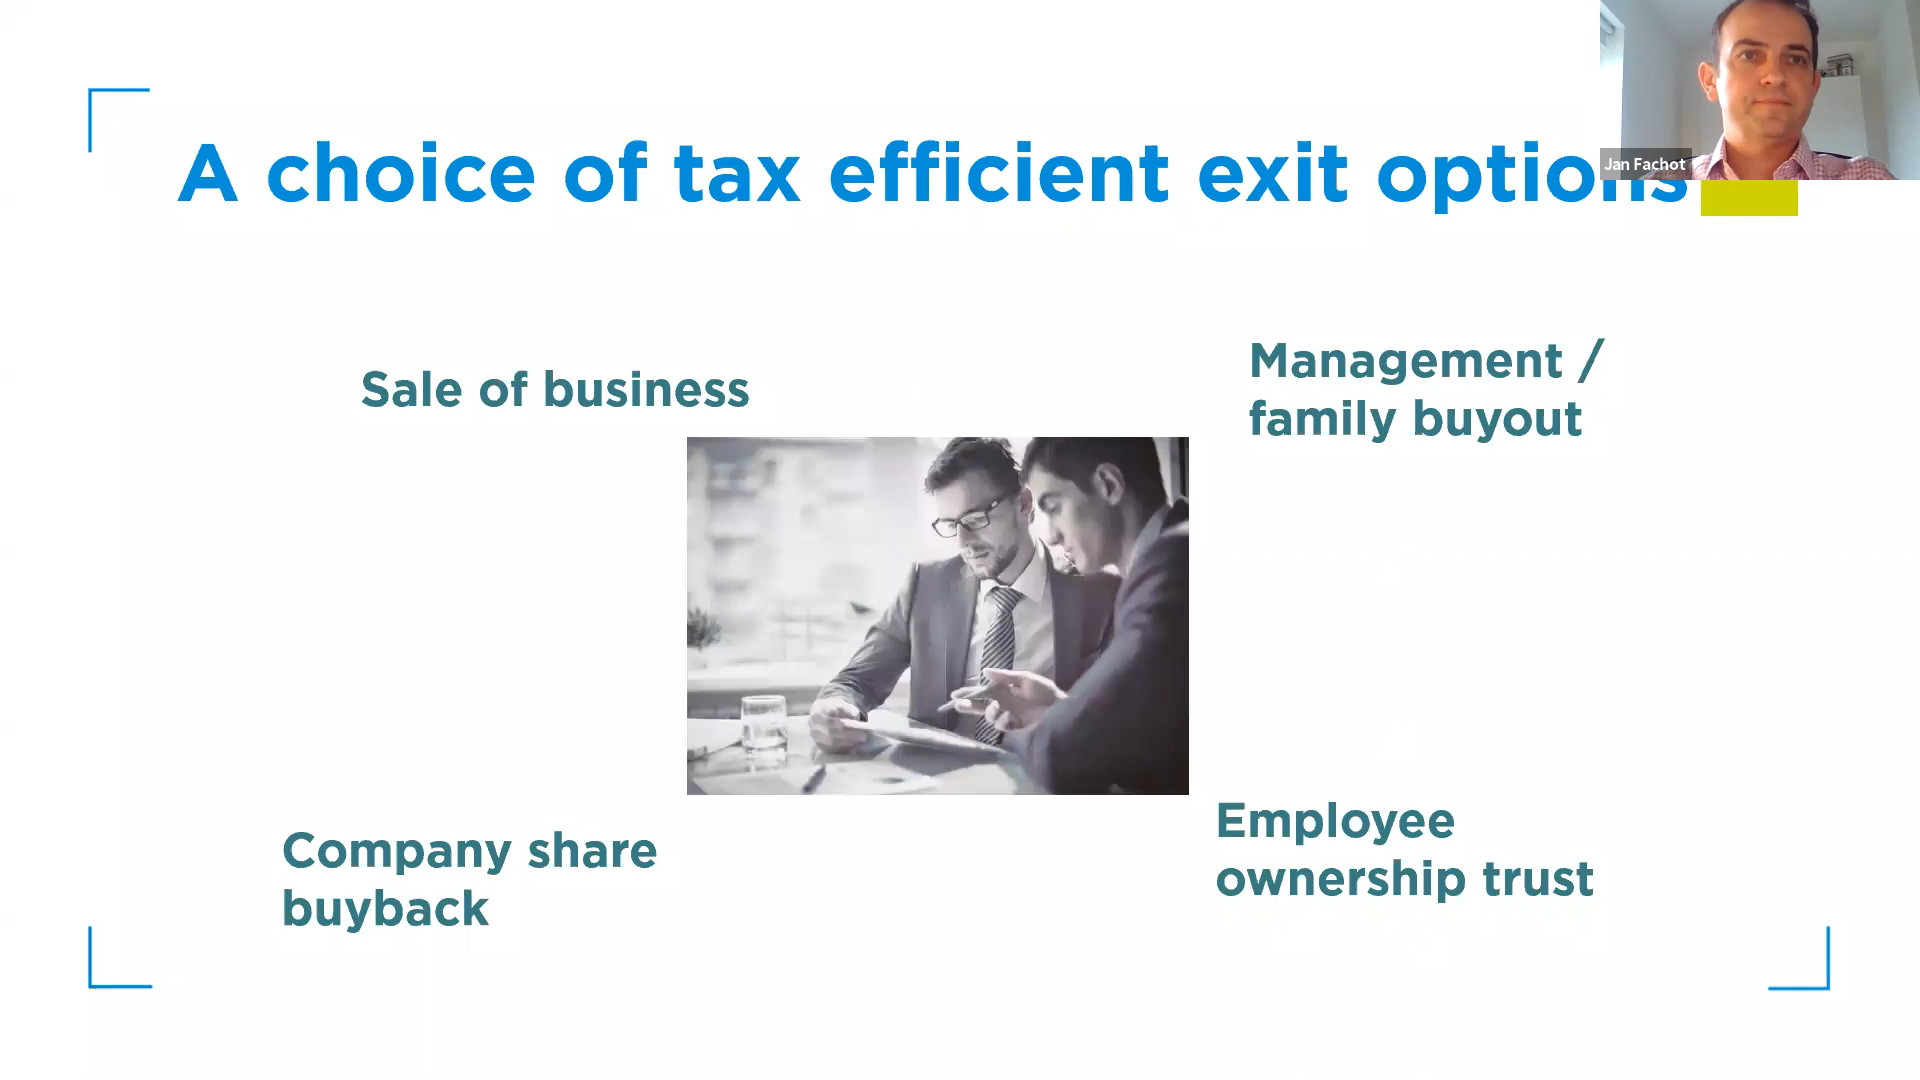 A choice of tax efficient exit options
Jan Fachot
Sale of business
Management /
family buyout
Company share
buyback
Employee
ownership trust